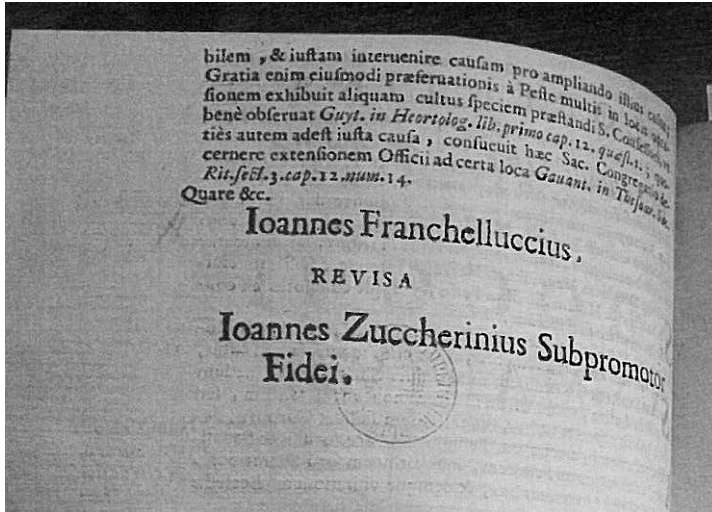 bilem , & iuſtam interuenire cauſam pro ampliando illius cultu;
Gratia enim eiuſmodi præſeruationis à Peſte multis in locis
ſionem exhibuit aliquam cultus ſpeciem præſtandi S. Confeſſori,
benè obſeruat Guyt. in Heortolog. lib. primo cap. 12. quæſt. 1. ;
tiès autem adeſt iuſta cauſa , conſueuit hæc Sac. Congregatio
cernere extenſionem Officii ad certa loca Gauant. in Theſaur.
Rit. ſect. 3. cap. 12. num. 14.
Quare &c.
Ioannes Franchelluccius.
REVISA
Ioannes Zuccherinius Subpromotor
Fidei.